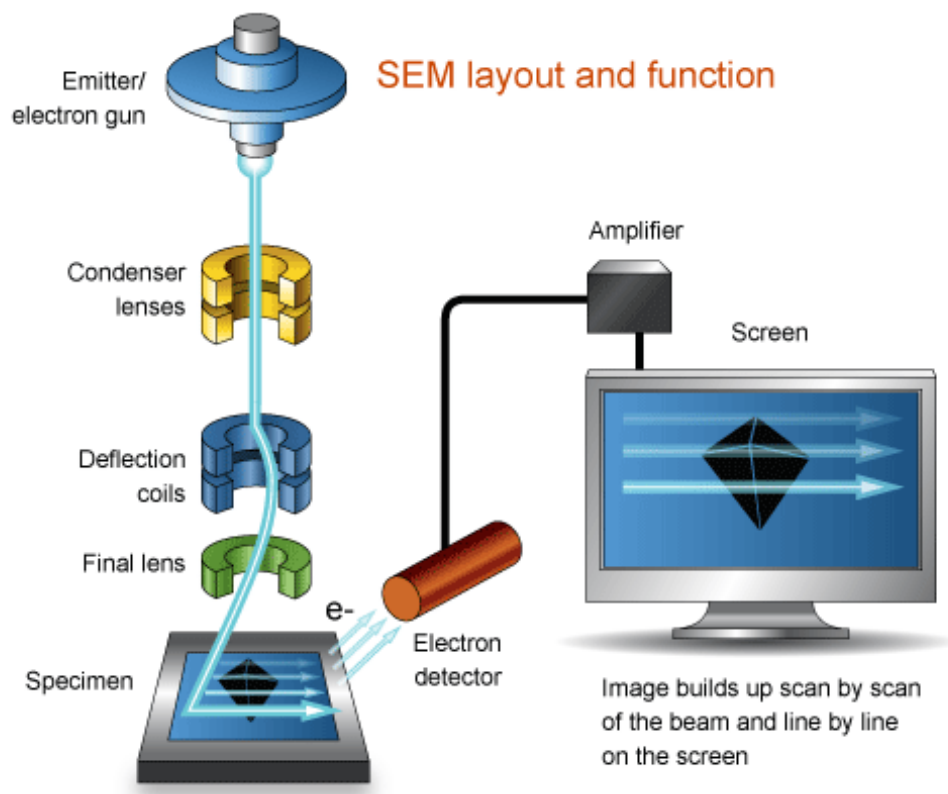 SEM layout and function
Emitter/
electron gun
Condenser
lenses
Deflection
coils
Final lens
Specimen
e-
Electron
detector
Amplifier
Screen
Image builds up scan by scan
of the beam and line by line
on the screen